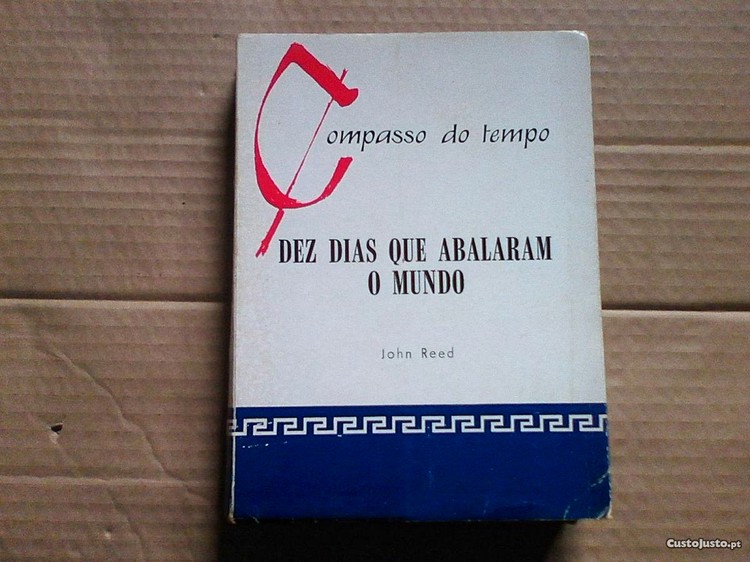 Compasso do tempo
DEZ DIAS QUE ABALARAM
O MUNDO
John Reed
CustoJusto.pt